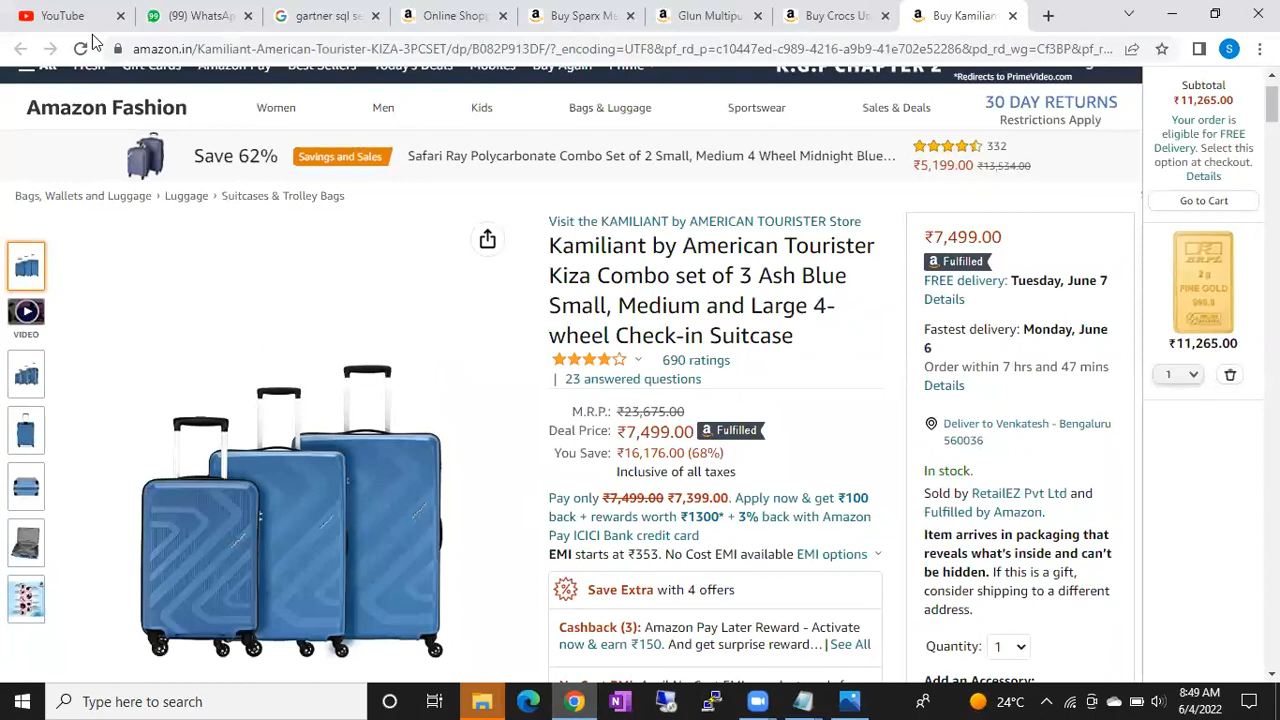 YouTube
(99) WhatsAp
gartner sql se
Online Shopp
Buy Sparx Me
Glun Multipu
Buy Crocs Un
Buy Kamilian
amazon.in/Kamiliant-American-Tourister-KIZA-3PCSET/dp/B082P913DF/?_encoding=UTF8&pf_rd_p=c10447ed-c989-4216-a9b9-41e702e52286&pd_rd_wg=Cf3BP&pf_r...
S
All Fresh Gift Cards Amazon Pay Best Sellers Today's Deals Mobiles Buy Again Prime
K.G.F CHAPTER 2
*Redirects to PrimeVideo.com
Amazon Fashion
Women
Men
Kids
Bags & Luggage
Sportswear
Sales & Deals
30 DAY RETURNS
Restrictions Apply
Save 62%
Savings and Sales
Safari Ray Polycarbonate Combo Set of 2 Small, Medium 4 Wheel Midnight Blue...
332
₹5,199.00 ₹13,534.00
Bags, Wallets and Luggage › Luggage › Suitcases & Trolley Bags
VIDEO
Visit the KAMILIANT by AMERICAN TOURISTER Store
Kamiliant by American Tourister
Kiza Combo set of 3 Ash Blue
Small, Medium and Large 4-
wheel Check-in Suitcase
690 ratings
| 23 answered questions
M.R.P.: ₹23,675.00
Deal Price: ₹7,499.00 a Fulfilled
You Save: ₹16,176.00 (68%)
Inclusive of all taxes
Pay only ₹7,499.00 ₹7,399.00. Apply now & get ₹100
back + rewards worth ₹1300* + 3% back with Amazon
Pay ICICI Bank credit card
EMI starts at ₹353. No Cost EMI available EMI options
Save Extra with 4 offers
Cashback (3): Amazon Pay Later Reward - Activate
now & earn ₹150. And get surprise reward... | See All
₹7,499.00
a Fulfilled
FREE delivery: Tuesday, June 7
Details
Fastest delivery: Monday, June
6
Order within 7 hrs and 47 mins
Details
Deliver to Venkatesh - Bengaluru
560036
In stock.
Sold by RetailEZ Pvt Ltd and
Fulfilled by Amazon.
Item arrives in packaging that
reveals what's inside and can't
be hidden. If this is a gift,
consider shipping to a different
address.
Quantity: 1
Add an Accessory:
Subtotal
₹11,265.00
Your order is
eligible for FREE
Delivery. Select this
option at checkout.
Details
Go to Cart
2g
FINE GOLD
999.9
₹11,265.00
1
Type here to search
24°C
8:49 AM
6/4/2022